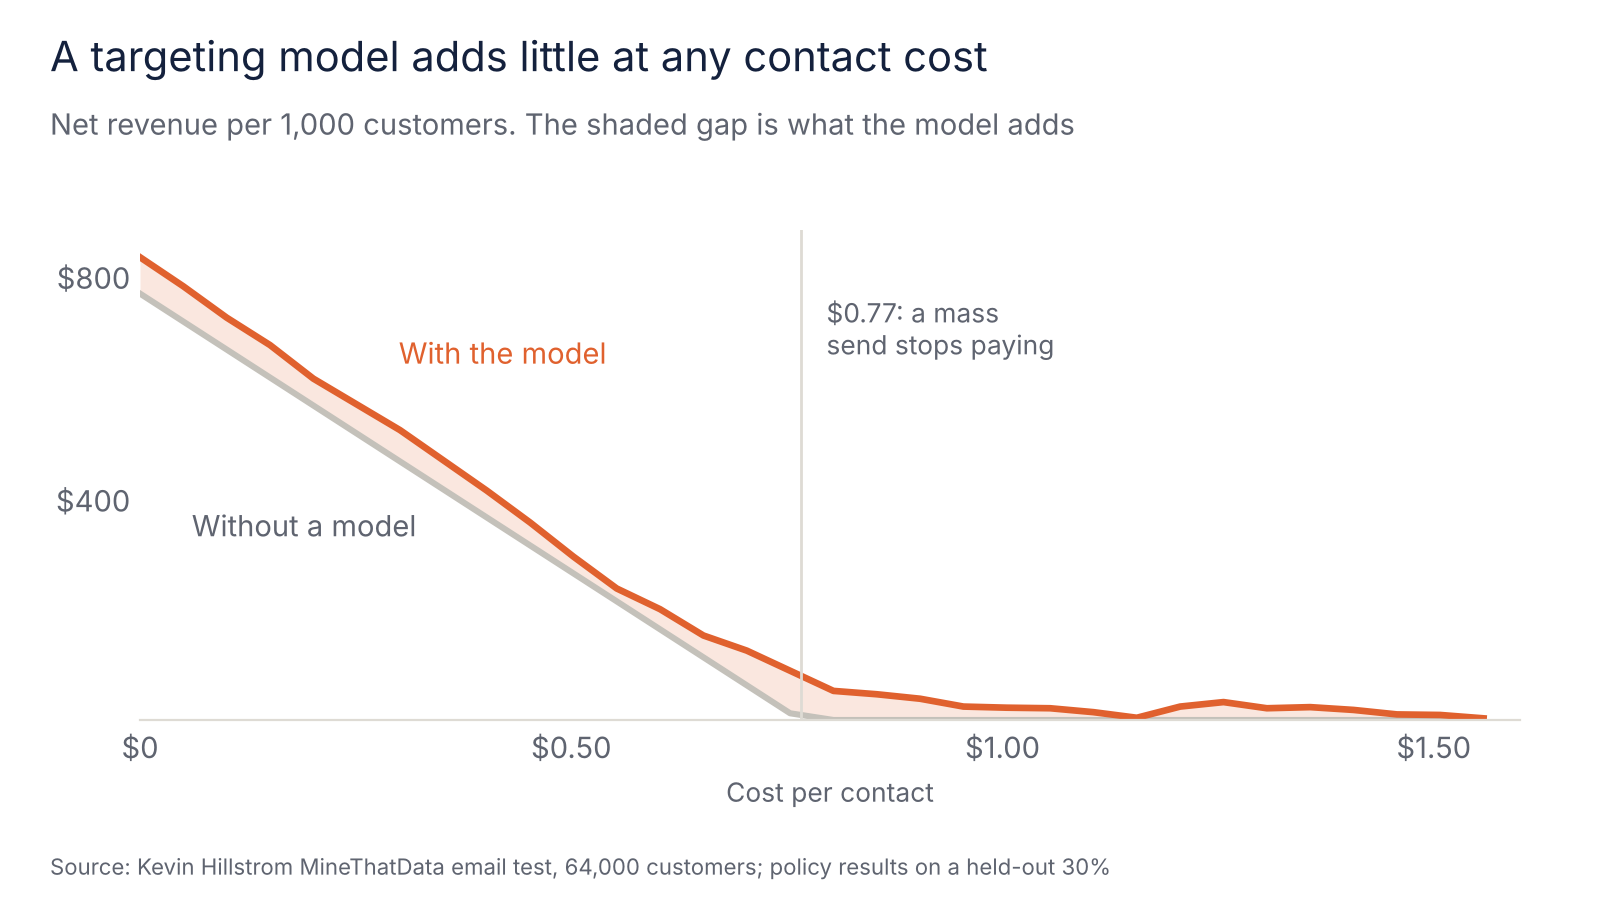 A targeting model adds little at any contact cost
Net revenue per 1,000 customers. The shaded gap is what the model adds
$800
$0.77: a mass
send stops paying
With the model
$400
Without a model
$0
$0.50
$1.00
$1.50
Cost per contact
Source: Kevin Hillstrom MineThatData email test, 64,000 customers; policy results on a held-out 30%